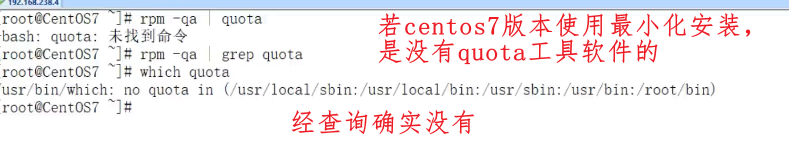 192.168.238.4
[root@CentOS7 ~]# rpm -qa | quota
-bash: quota: 未找到命令
[root@CentOS7 ~]# rpm -qa | grep quota
[root@CentOS7 ~]# which quota
/usr/bin/which: no quota in (/usr/local/sbin:/usr/local/bin:/usr/sbin:/usr/bin:/root/bin)
[root@CentOS7 ~]#
若centos7版本使用最小化安装，
是没有quota工具软件的
经查询确实没有